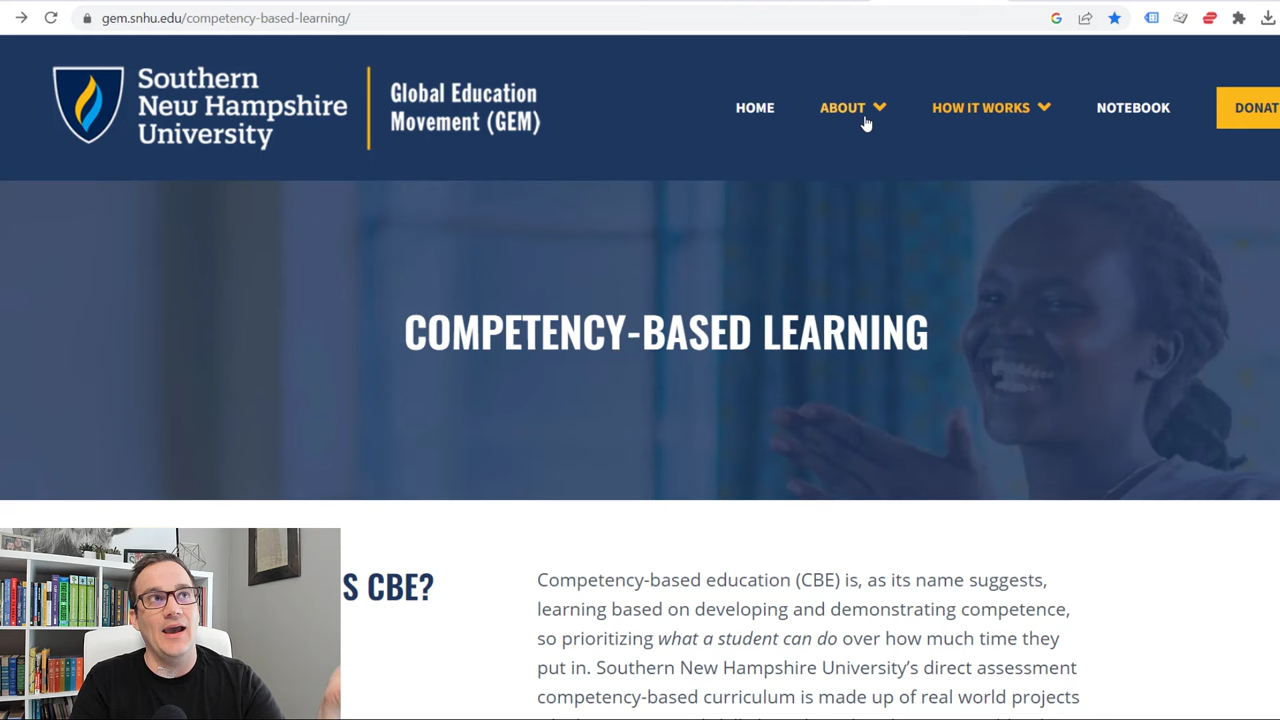 gem.snhu.edu/competency-based-learning/
Southern
New Hampshire
University
Global Education
Movement (GEM)
HOME
ABOUT
HOW IT WORKS
NOTEBOOK
DONAT
COMPETENCY-BASED LEARNING
S CBE?
Competency-based education (CBE) is, as its name suggests,
learning based on developing and demonstrating competence,
so prioritizing what a student can do over how much time they
put in. Southern New Hampshire University’s direct assessment
competency-based curriculum is made up of real world projects